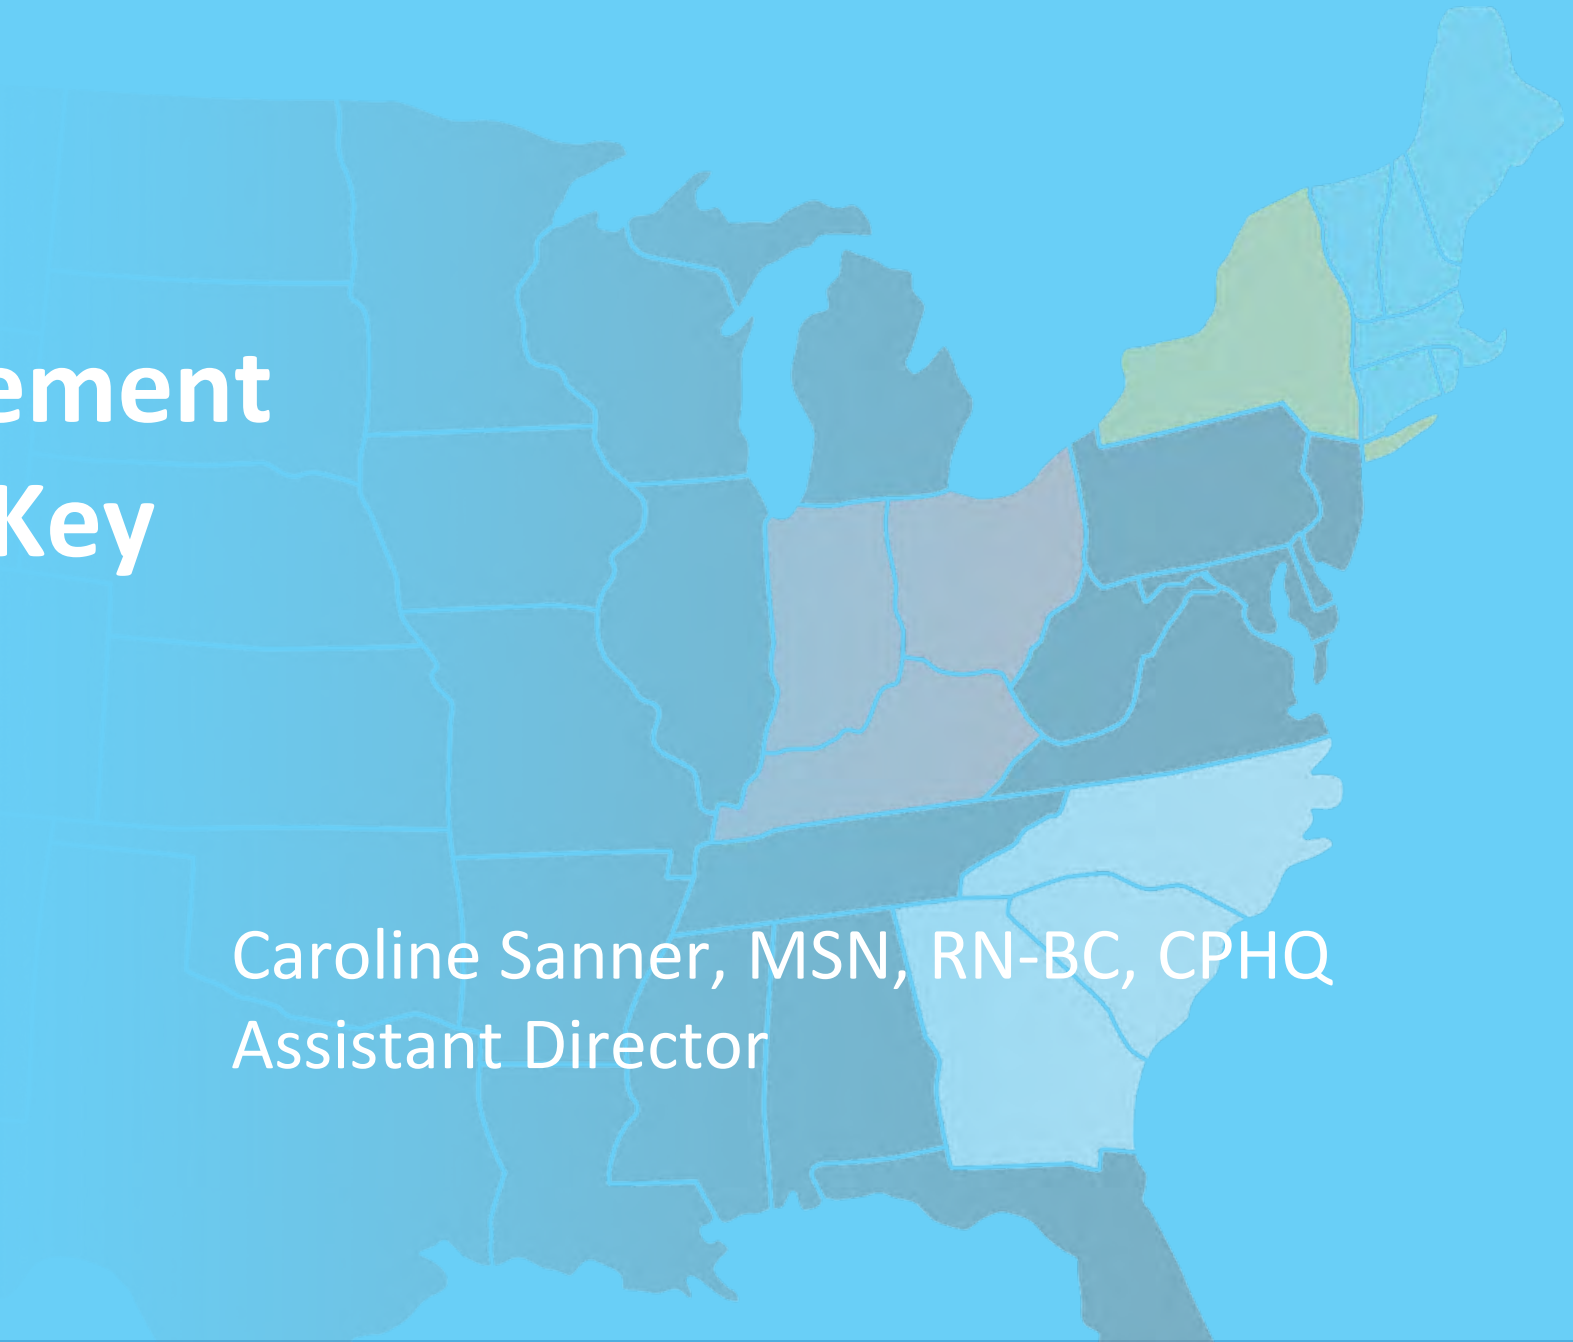 ement
Key
Caroline Sanner, MSN, RN-BC, CPHQ
Assistant Director